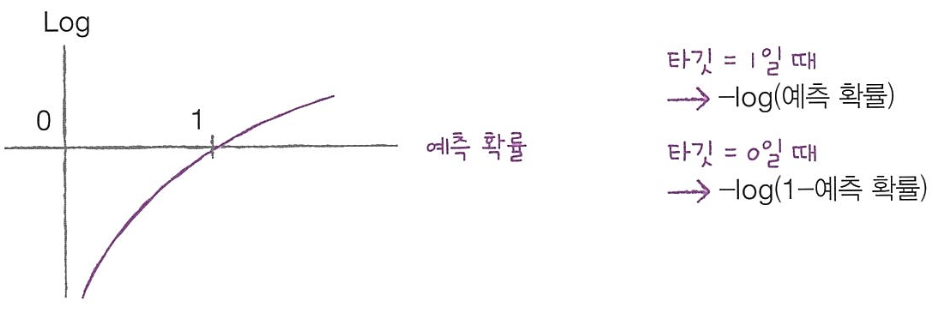 Log
0
1
예측 확률
타깃 = 1일 때
→ –log(예측 확률)
타깃 = 0일 때
→ –log(1–예측 확률)